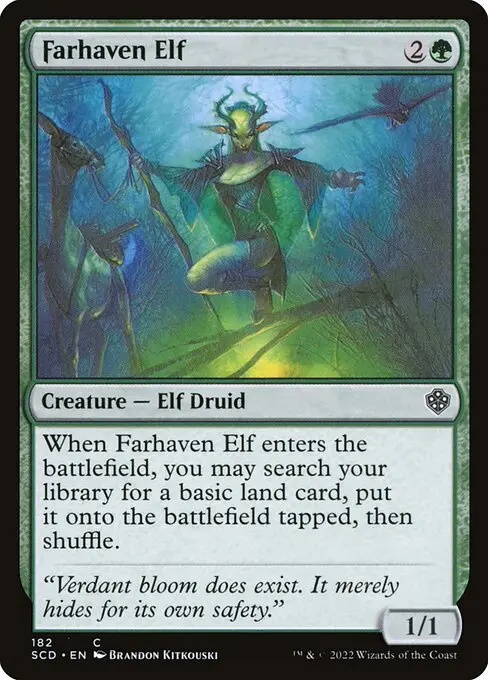 Farhaven Elf 2
Creature — Elf Druid
When Farhaven Elf enters the
battlefield, you may search your
library for a basic land card, put
it onto the battlefield tapped, then
shuffle.
“Verdant bloom does exist. It merely
hides for its own safety.”
1/1
182 C
SCD • EN Brandon Kitkouski ™ & © 2022 Wizards of the Coast